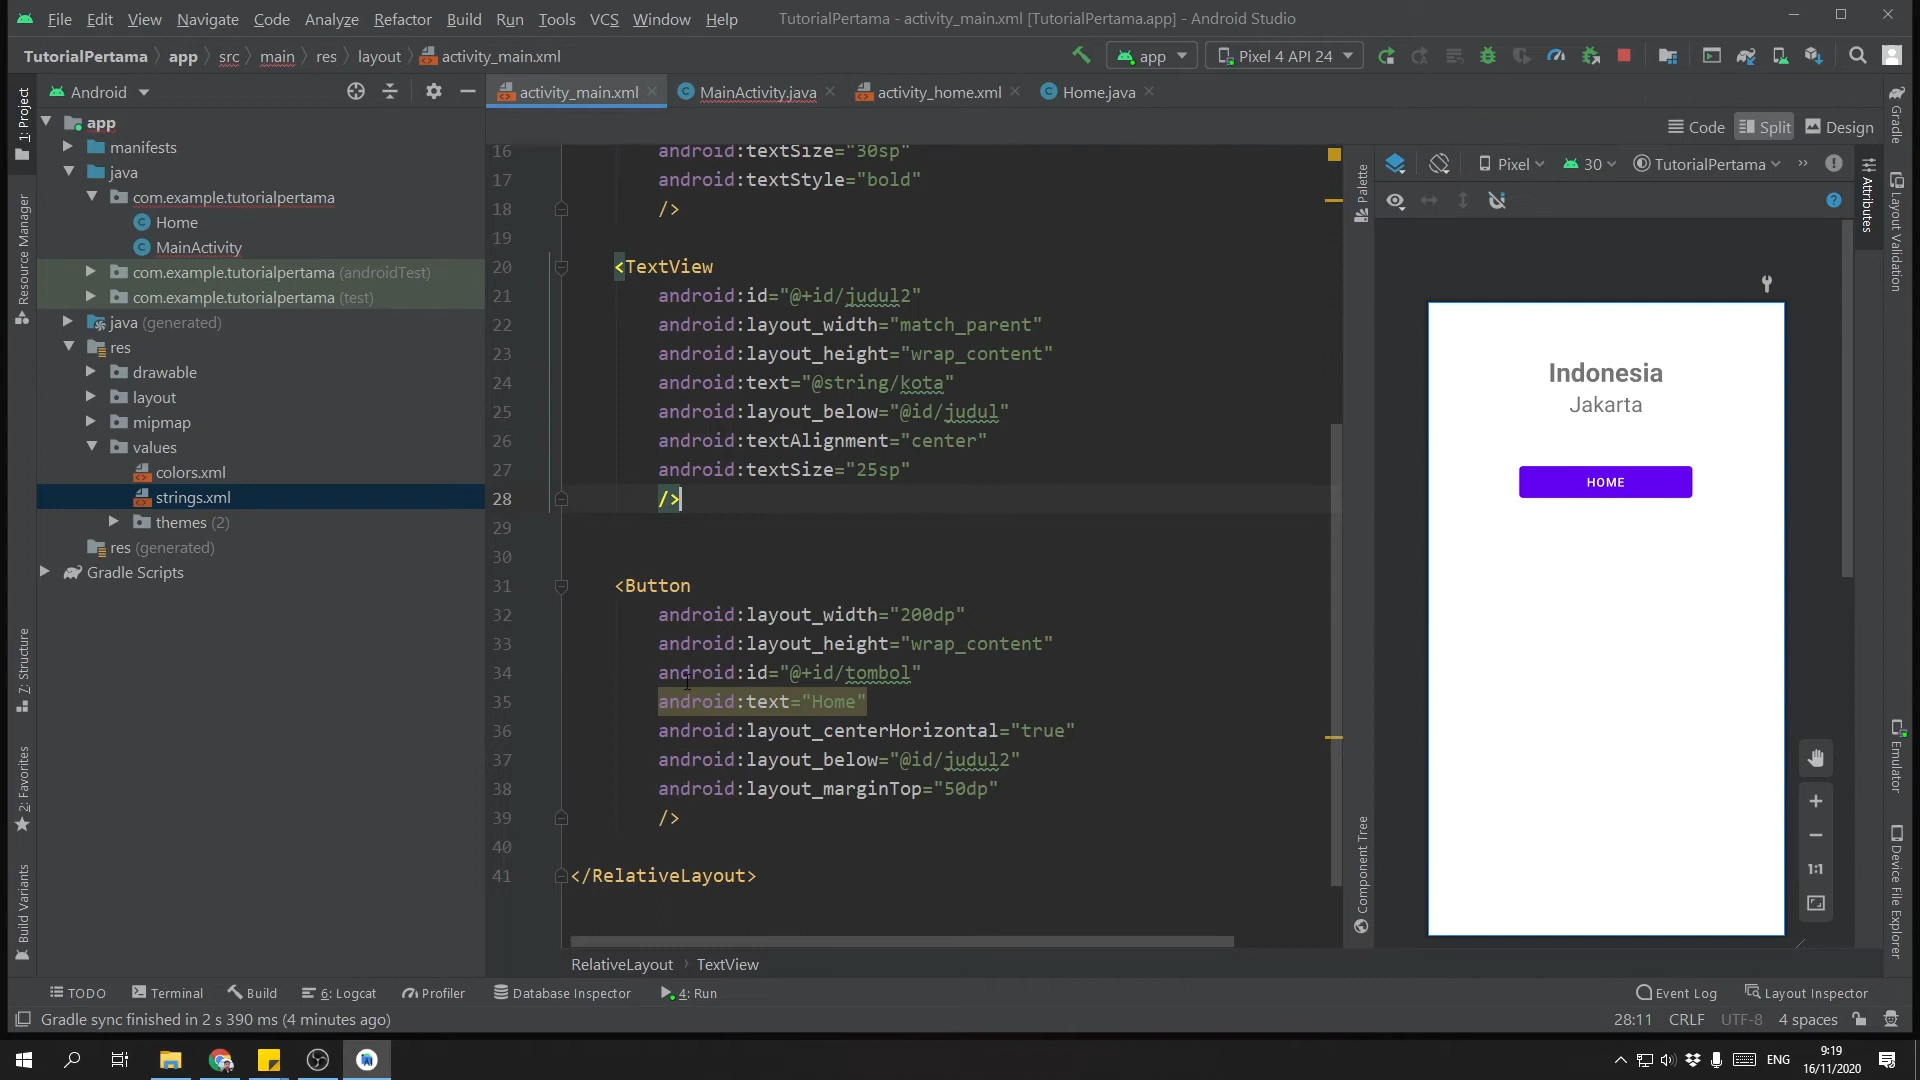 File Edit View Navigate Code Analyze Refactor Build Run Tools VCS Window Help TutorialPertama - activity_main.xml [TutorialPertama.app] - Android Studio
TutorialPertama app src main res layout activity_main.xml app Pixel 4 API 24
Android
activity_main.xml MainActivity.java activity_home.xml Home.java
Code Split Design
Pixel 30 TutorialPertama
1: Project
Resource Manager
7: Structure
2: Favorites
Build Variants
app
manifests
java
com.example.tutorialpertama
Home
MainActivity
com.example.tutorialpertama (androidTest)
com.example.tutorialpertama (test)
java (generated)
res
drawable
layout
mipmap
values
colors.xml
strings.xml
themes (2)
res (generated)
Gradle Scripts
16 android:textSize="30sp"
17 android:textStyle="bold"
18 />
19
20 <TextView
21 android:id="@+id/judul2"
22 android:layout_width="match_parent"
23 android:layout_height="wrap_content"
24 android:text="@string/kota"
25 android:layout_below="@id/judul"
26 android:textAlignment="center"
27 android:textSize="25sp"
28 />
29
30
31 <Button
32 android:layout_width="200dp"
33 android:layout_height="wrap_content"
34 android:id="@+id/tombol"
35 android:text="Home"
36 android:layout_centerHorizontal="true"
37 android:layout_below="@id/judul2"
38 android:layout_marginTop="50dp"
39 />
40
41 </RelativeLayout>
RelativeLayout TextView
Palette
Component Tree
Indonesia
Jakarta
HOME
1:1
Attributes
Gradle
Layout Validation
Emulator
Device File Explorer
TODO Terminal Build 6: Logcat Profiler Database Inspector 4: Run Event Log Layout Inspector
Gradle sync finished in 2 s 390 ms (4 minutes ago) 28:11 CRLF UTF-8 4 spaces
ENG 9:19
16/11/2020